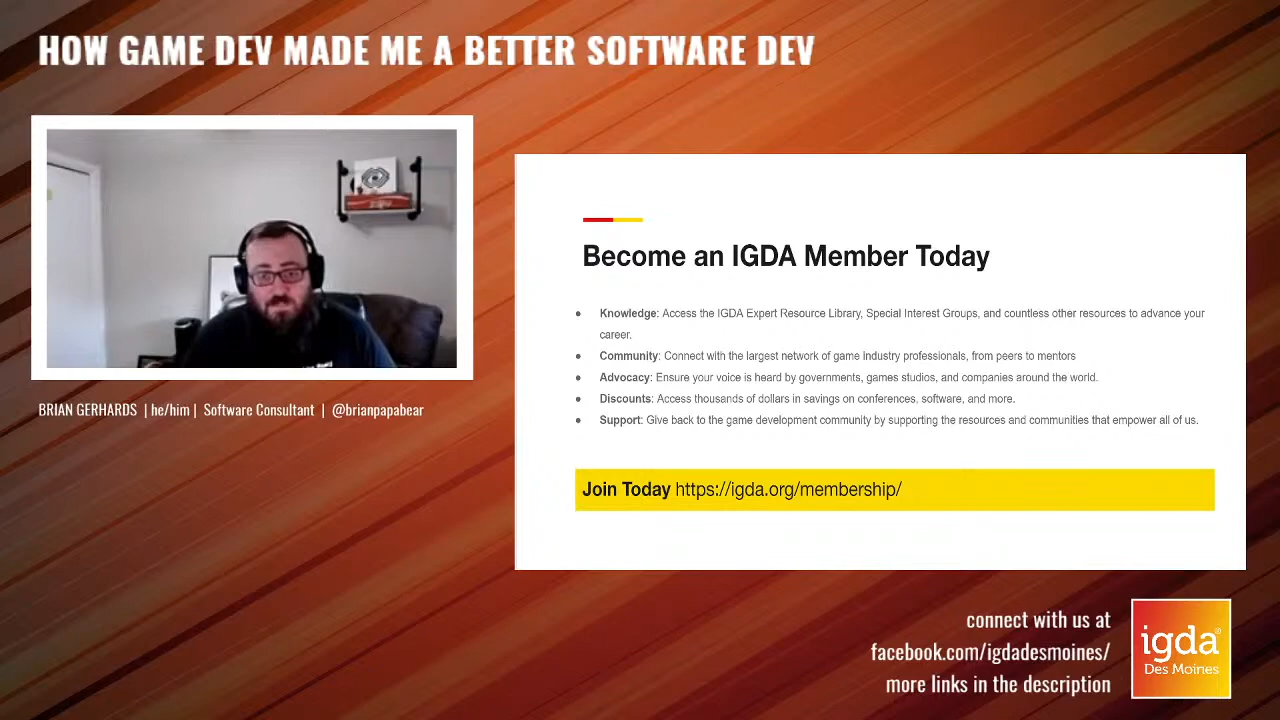 HOW GAME DEV MADE ME A BETTER SOFTWARE DEV
BRIAN GERHARDS | he/him | Software Consultant | @brianpapabear
Become an IGDA Member Today
● Knowledge: Access the IGDA Expert Resource Library, Special Interest Groups, and countless other resources to advance your
career.
● Community: Connect with the largest network of game industry professionals, from peers to mentors
● Advocacy: Ensure your voice is heard by governments, games studios, and companies around the world.
● Discounts: Access thousands of dollars in savings on conferences, software, and more.
● Support: Give back to the game development community by supporting the resources and communities that empower all of us.
Join Today https://igda.org/membership/
connect with us at
facebook.com/igdadesmoines/
more links in the description
igda®
Des Moines